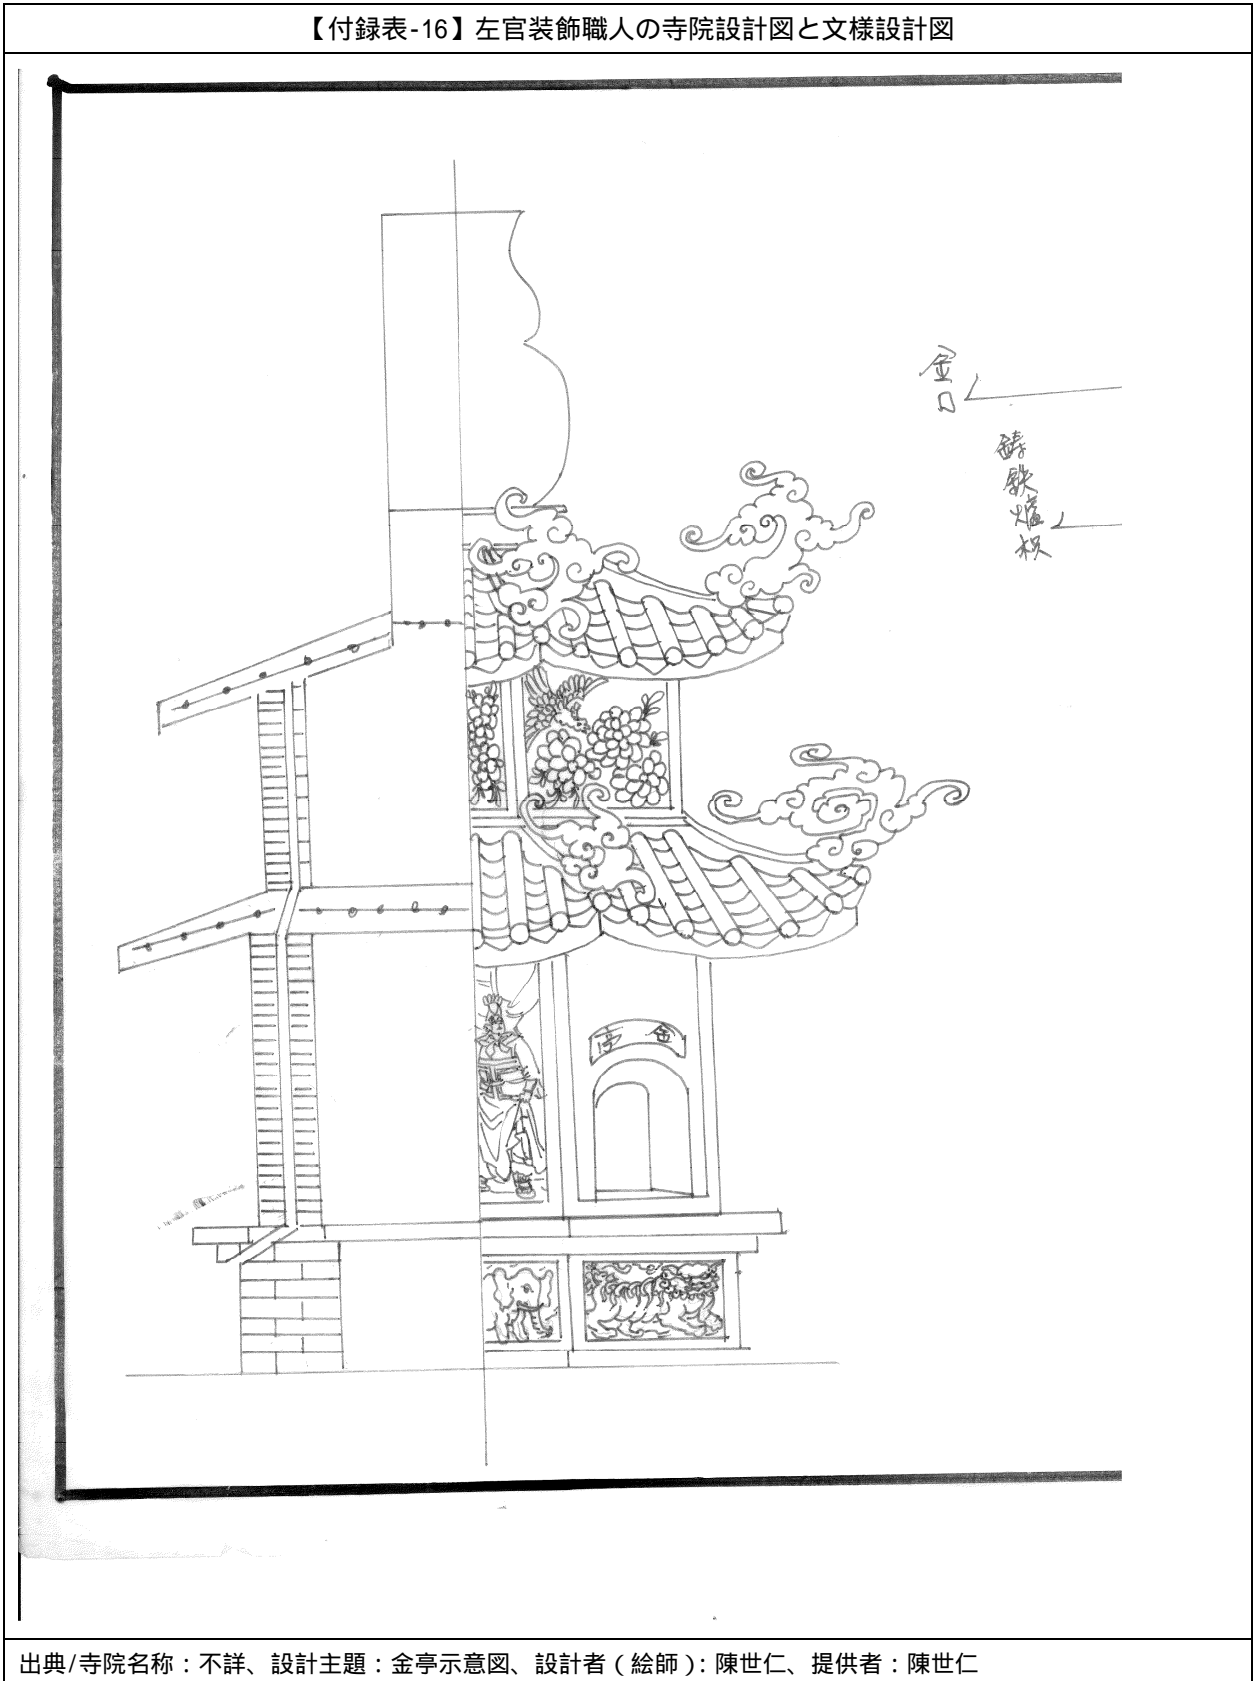 【付録表-16】左官装飾職人の寺院設計図と文様設計図
金口
鋳鉄爐柵
金亭
出典/寺院名称：不詳、設計主題：金亭示意図、設計者（絵師）：陳世仁、提供者：陳世仁